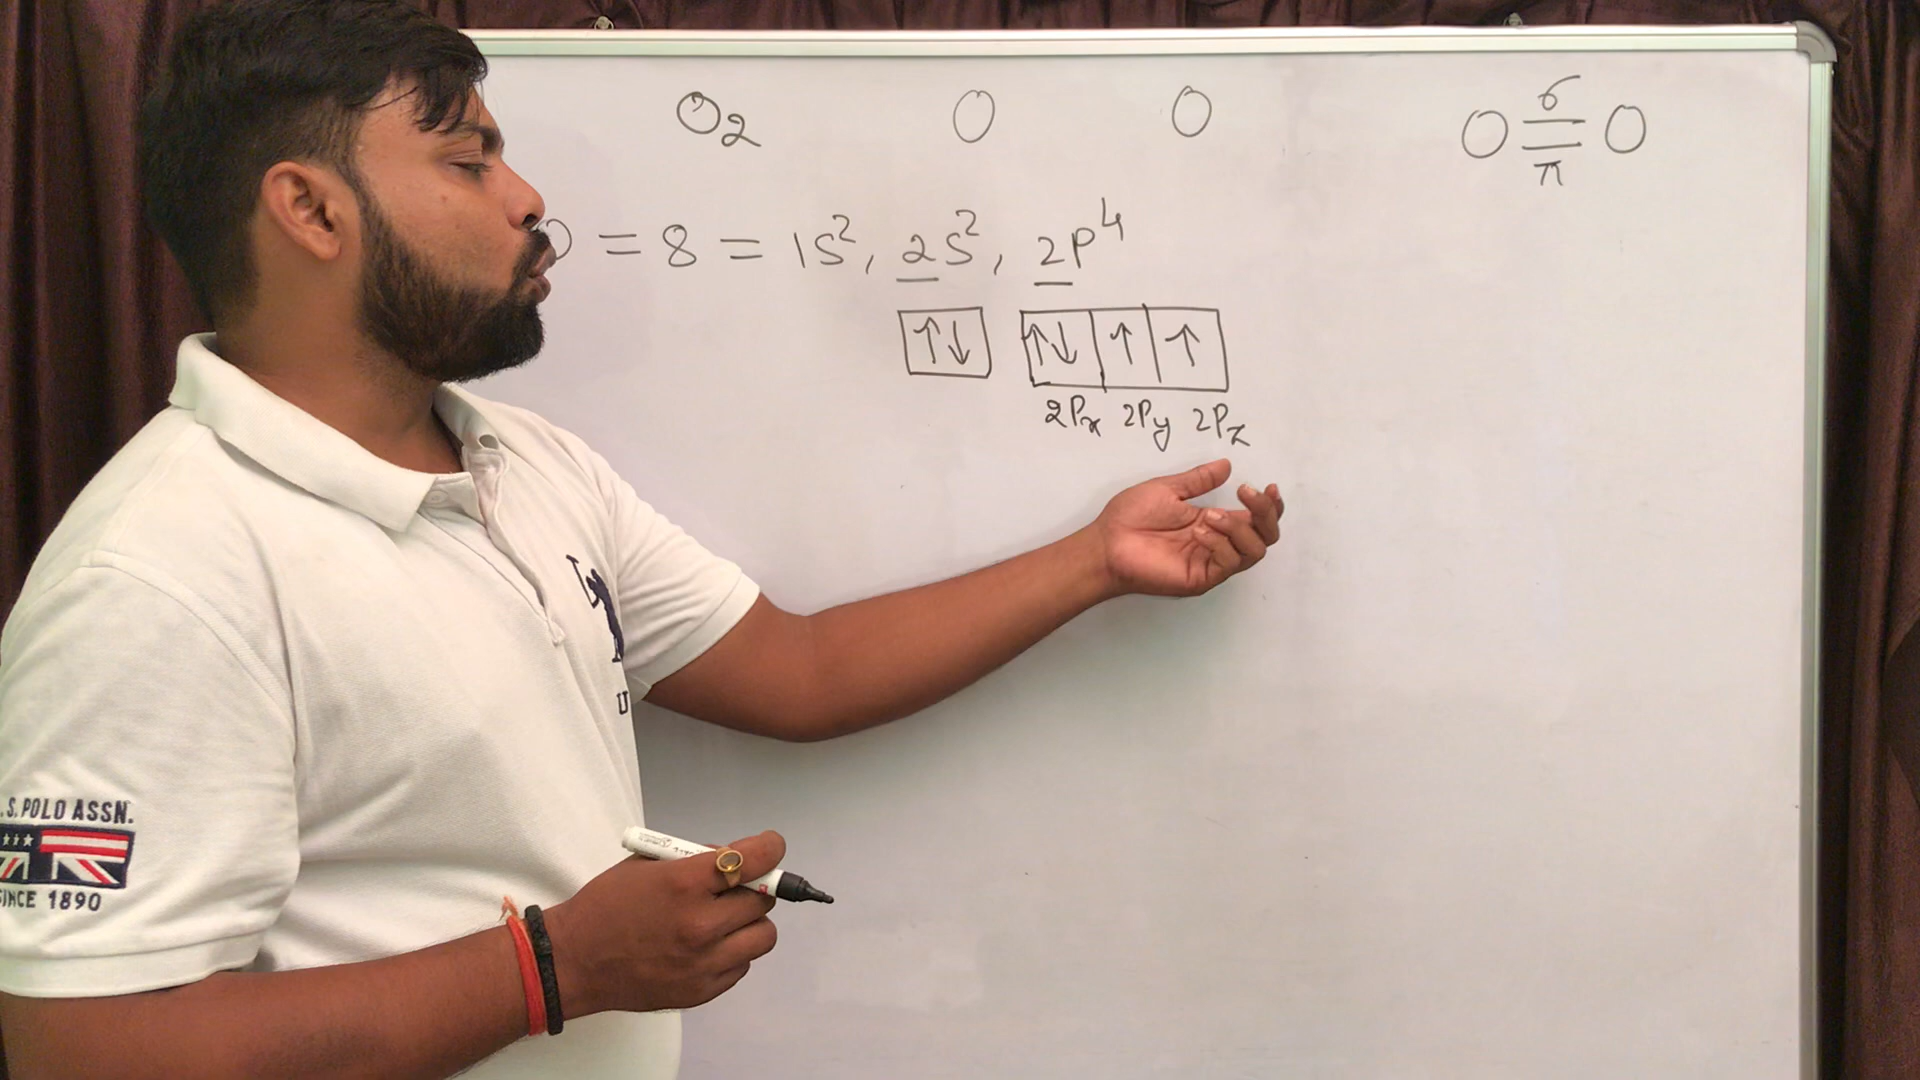 O₂ O O O σ = π O
O = 8 = 1S², 2S², 2P⁴
↑↓ ↑↓ ↑ ↑
2Px 2Py 2Pz
U
. S. POLO ASSN.
SINCE 1890